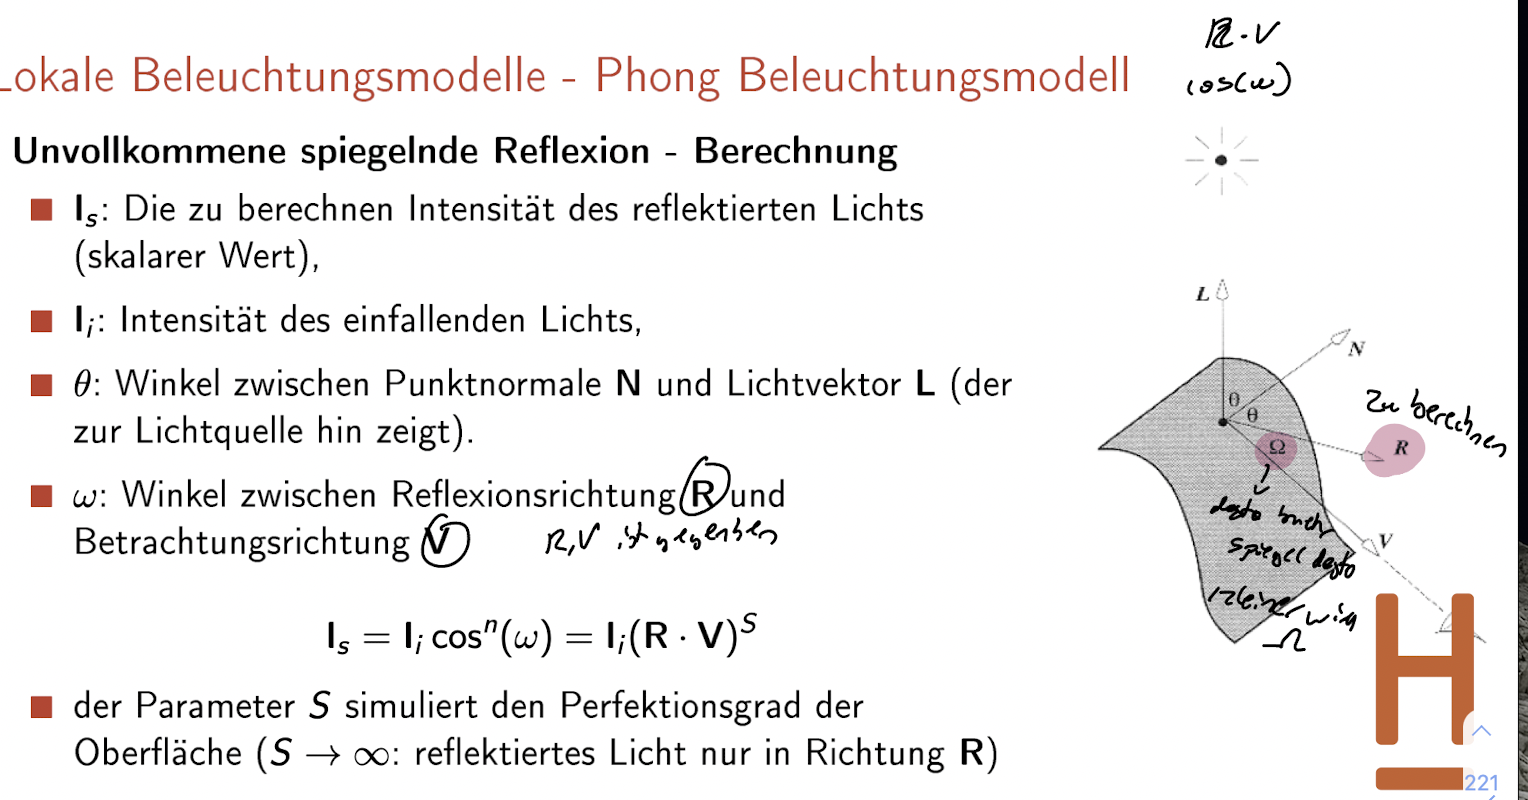 R · V
Lokale Beleuchtungsmodelle - Phong Beleuchtungsmodell
cos(ω)
Unvollkommene spiegelnde Reflexion - Berechnung
I_s: Die zu berechnen Intensität des reflektierten Lichts
(skalarer Wert),
I_i: Intensität des einfallenden Lichts,
θ: Winkel zwischen Punktnormale N und Lichtvektor L (der
zur Lichtquelle hin zeigt).
ω: Winkel zwischen Reflexionsrichtung R und
Betrachtungsrichtung V
R, V ist gegeben
I_s = I_i cos^n(ω) = I_i(R · V)^S
der Parameter S simuliert den Perfektionsgrad der
Oberfläche (S → ∞: reflektiertes Licht nur in Richtung R)
L
N
θ
θ
zu berechnen
R
Ω
desto
spiegel desto
kleiner wird
Ω
V
H
221